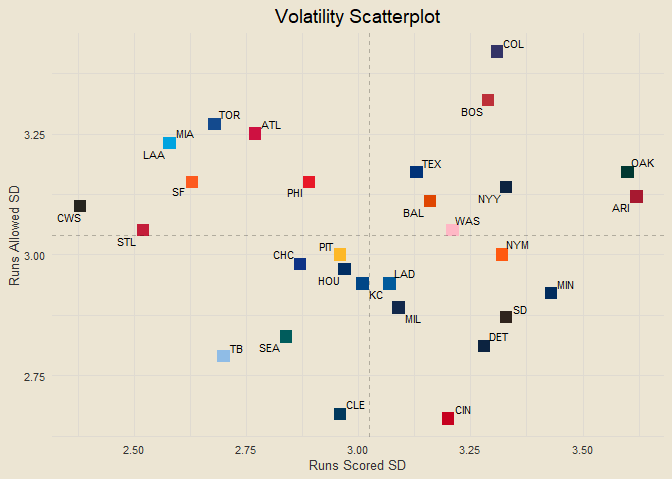 Volatility Scatterplot
COL
BOS
TOR
ATL
MIA
LAA
TEX
OAK
SF
PHI
NYY
ARI
CWS
BAL
WAS
STL
PIT
NYM
CHC
HOU
LAD
KC
MIN
MIL
SD
SEA
DET
TB
CLE
CIN
3.25
3.00
2.75
Runs Allowed SD
2.50
2.75
3.00
3.25
3.50
Runs Scored SD